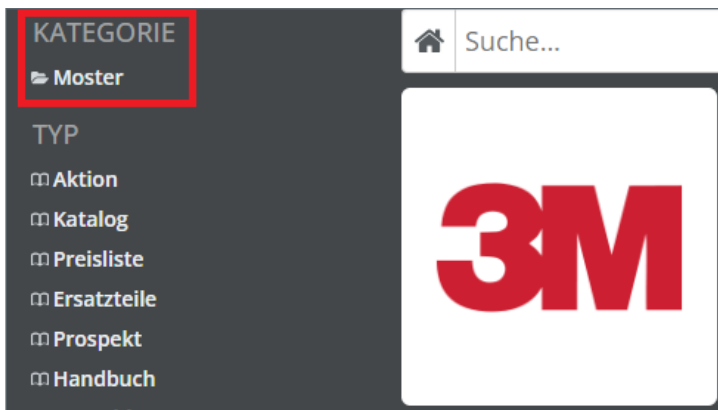 KATEGORIE
Moster
TYP
Aktion
Katalog
Preisliste
Ersatzteile
Prospekt
Handbuch
Suche...
3M